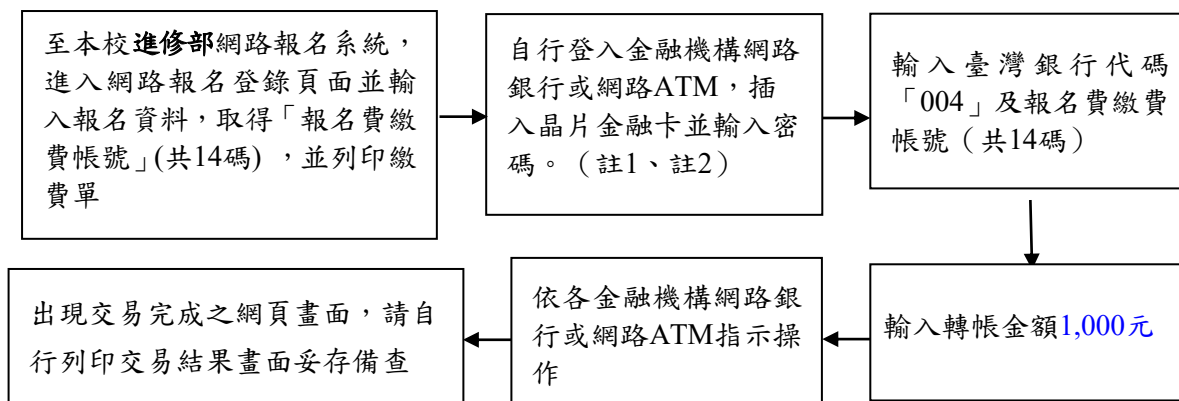 至本校進修部網路報名系統，
進入網路報名登錄頁面並輸
入報名資料，取得「報名費繳
費帳號」(共14碼) ，並列印繳
費單
自行登入金融機構網路
銀行或網路ATM，插
入晶片金融卡並輸入密
碼。（註1、註2）
輸入臺灣銀行代碼
「004」及報名費繳費
帳號（共14碼）
輸入轉帳金額1,000元
依各金融機構網路銀
行或網路ATM指示操
作
出現交易完成之網頁畫面，請自
行列印交易結果畫面妥存備查